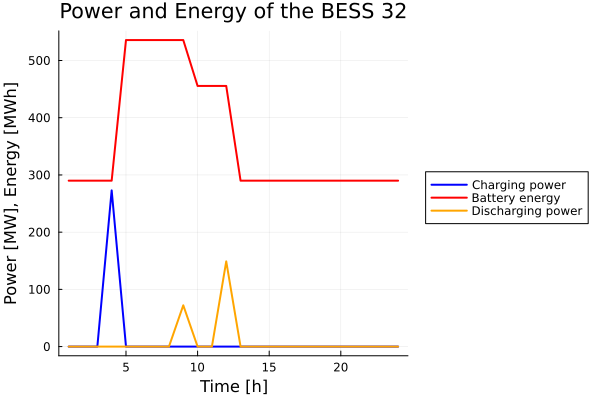 Power and Energy of the BESS 32
Power [MW], Energy [MWh]
500
400
300
200
100
0
5 10 15 20
Time [h]
Charging power
Battery energy
Discharging power